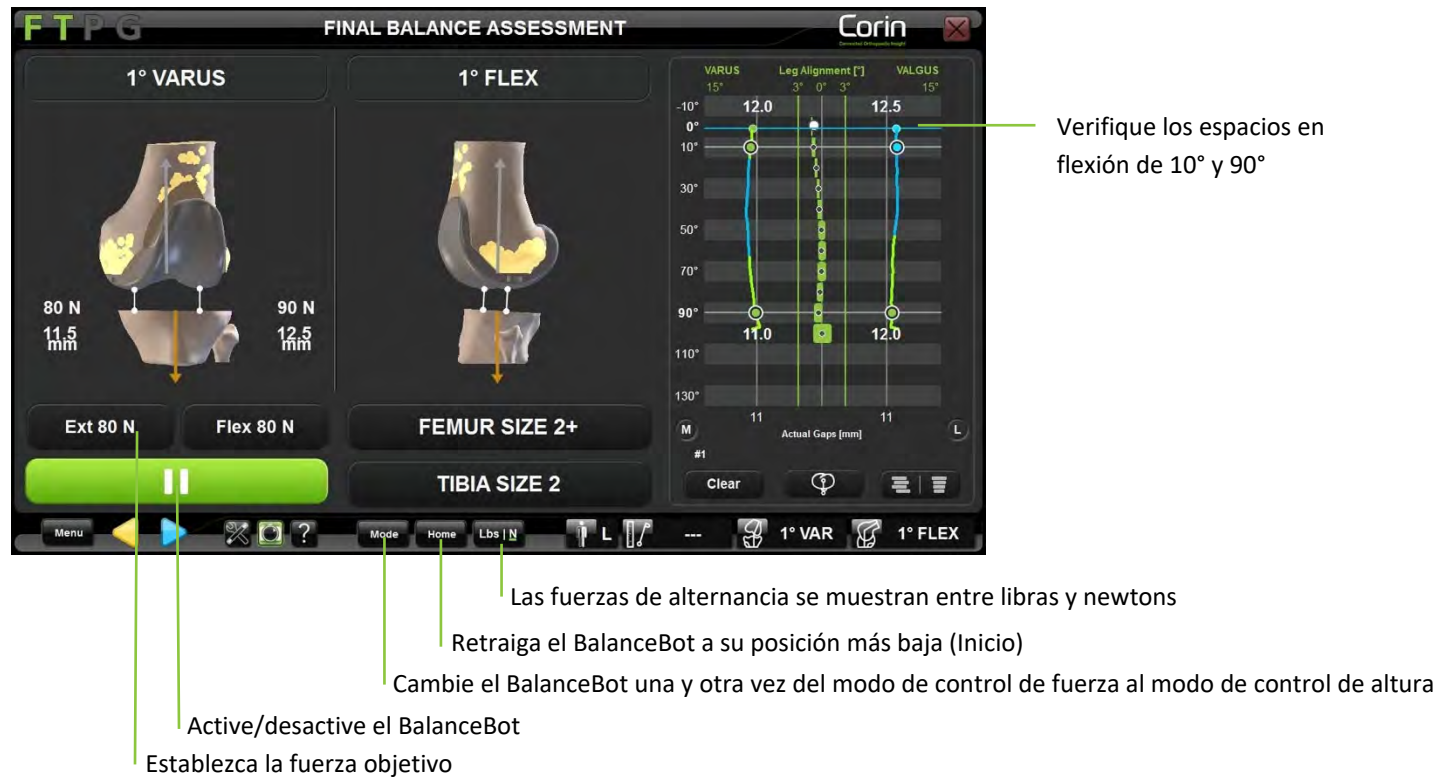 FTPG
FINAL BALANCE ASSESSMENT
Corin
Connected Orthopaedic Insight
1° VARUS
1° FLEX
VARUS Leg Alignment [°] VALGUS
15° 3° 0° 3° 15°
-10° 12.0 12.5
0°
10°
30°
50°
70°
90°
11.0 12.0
110°
130°
11 11
M Actual Gaps [mm] L
#1
80 N 90 N
11.5 12.5
mm mm
Ext 80 N Flex 80 N
FEMUR SIZE 2+
TIBIA SIZE 2
Clear
Menu ? Mode Home Lbs | N L --- 1° VAR 1° FLEX
Verifique los espacios en
flexión de 10° y 90°
Las fuerzas de alternancia se muestran entre libras y newtons
Retraiga el BalanceBot a su posición más baja (Inicio)
Cambie el BalanceBot una y otra vez del modo de control de fuerza al modo de control de altura
Active/desactive el BalanceBot
Establezca la fuerza objetivo